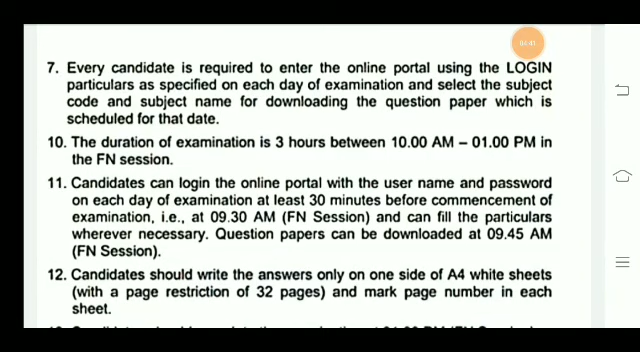 04:41
7. Every candidate is required to enter the online portal using the LOGIN
particulars as specified on each day of examination and select the subject
code and subject name for downloading the question paper which is
scheduled for that date.
10. The duration of examination is 3 hours between 10.00 AM – 01.00 PM in
the FN session.
11. Candidates can login the online portal with the user name and password
on each day of examination at least 30 minutes before commencement of
examination, i.e., at 09.30 AM (FN Session) and can fill the particulars
wherever necessary. Question papers can be downloaded at 09.45 AM
(FN Session).
12. Candidates should write the answers only on one side of A4 white sheets
(with a page restriction of 32 pages) and mark page number in each
sheet.